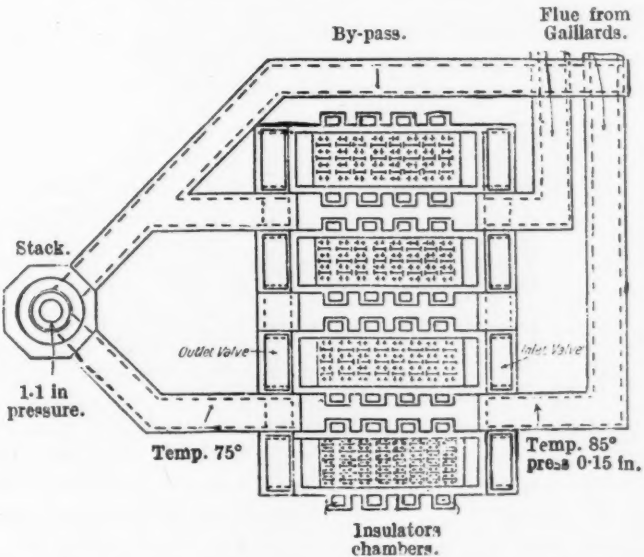 By-pass.
Flue from
Gaillards.
Stack.
Outlet Valve
Inlet Valve
1·1 in
pressure.
Temp. 75°
Temp. 85°
press 0·15 in.
Insulators
chambers.